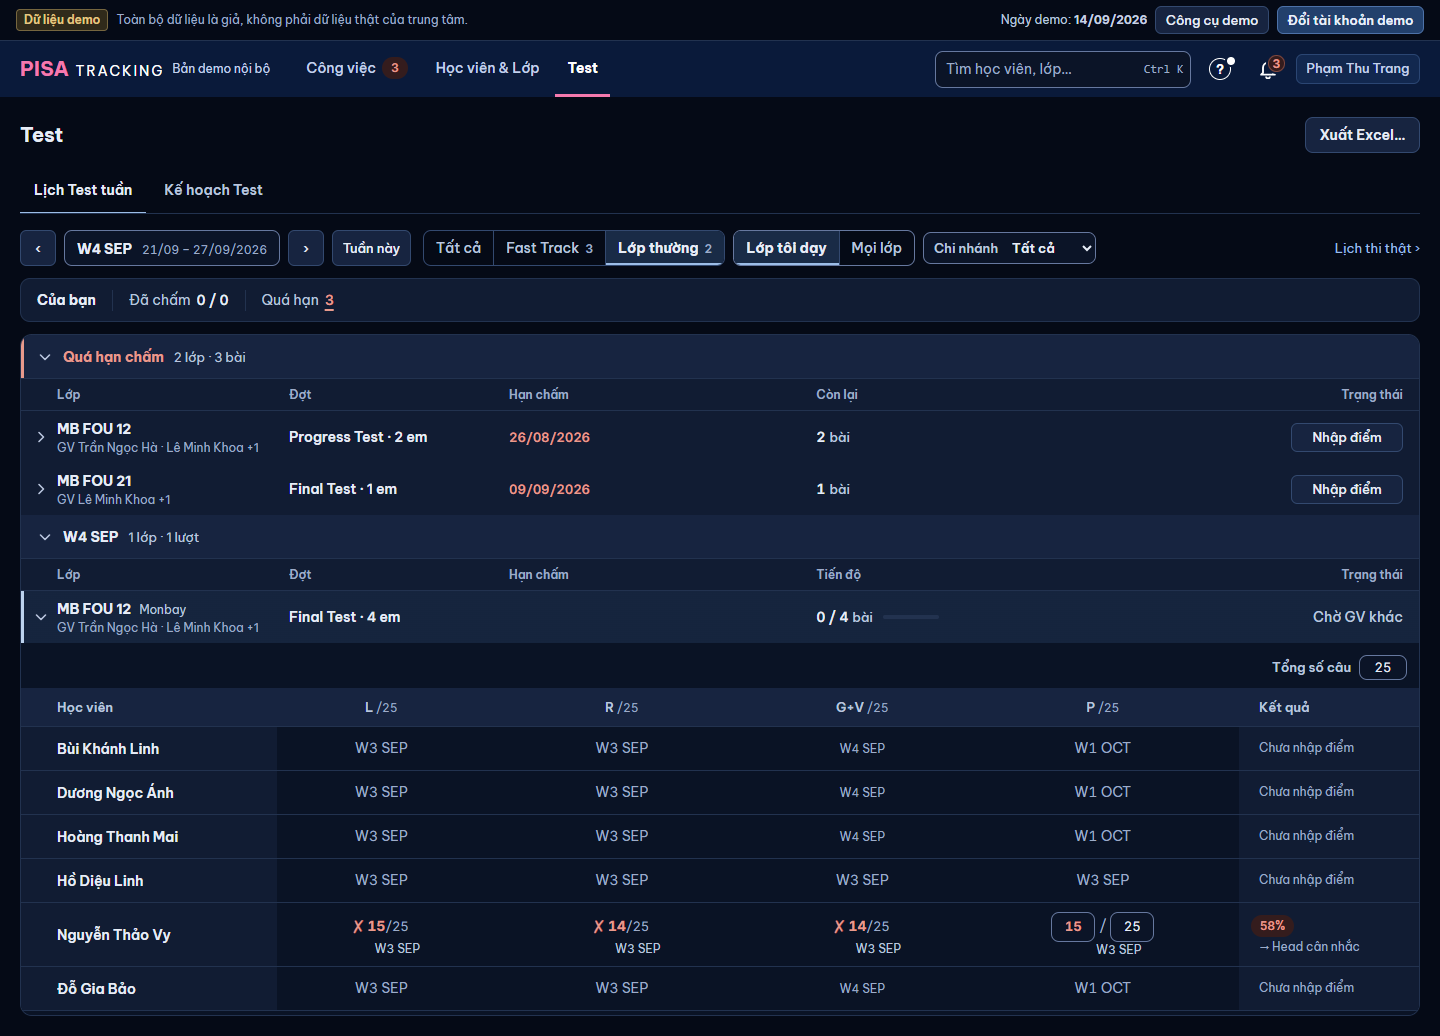 Dữ liệu demo Toàn bộ dữ liệu là giả, không phải dữ liệu thật của trung tâm. Ngày demo: 14/09/2026 Công cụ demo Đổi tài khoản demo
PISA TRACKING Bản demo nội bộ Công việc 3 Học viên & Lớp Test Tìm học viên, lớp... Ctrl K ? 3 Phạm Thu Trang
Test Xuất Excel...
Lịch Test tuần Kế hoạch Test
‹ W4 SEP 21/09 – 27/09/2026 › Tuần này Tất cả Fast Track 3 Lớp thường 2 Lớp tôi dạy Mọi lớp Chi nhánh Tất cả Lịch thi thật ›
Của bạn Đã chấm 0 / 0 Quá hạn 3
Quá hạn chấm 2 lớp · 3 bài
Lớp Đợt Hạn chấm Còn lại Trạng thái
MB FOU 12 Progress Test · 2 em 26/08/2026 2 bài Nhập điểm
GV Trần Ngọc Hà · Lê Minh Khoa +1
MB FOU 21 Final Test · 1 em 09/09/2026 1 bài Nhập điểm
GV Lê Minh Khoa +1
W4 SEP 1 lớp · 1 lượt
Lớp Đợt Hạn chấm Tiến độ Trạng thái
MB FOU 12 Monbay Final Test · 4 em 0 / 4 bài Chờ GV khác
GV Trần Ngọc Hà · Lê Minh Khoa +1
Tổng số câu 25
Học viên L /25 R /25 G+V /25 P /25 Kết quả
Bùi Khánh Linh W3 SEP W3 SEP W4 SEP W1 OCT Chưa nhập điểm
Dương Ngọc Ánh W3 SEP W3 SEP W4 SEP W1 OCT Chưa nhập điểm
Hoàng Thanh Mai W3 SEP W3 SEP W4 SEP W1 OCT Chưa nhập điểm
Hồ Diệu Linh W3 SEP W3 SEP W3 SEP W3 SEP Chưa nhập điểm
Nguyễn Thảo Vy ✗ 15/25 ✗ 14/25 ✗ 14/25 15 / 25 58%
W3 SEP W3 SEP W3 SEP W3 SEP → Head cân nhắc
Đỗ Gia Bảo W3 SEP W3 SEP W4 SEP W1 OCT Chưa nhập điểm